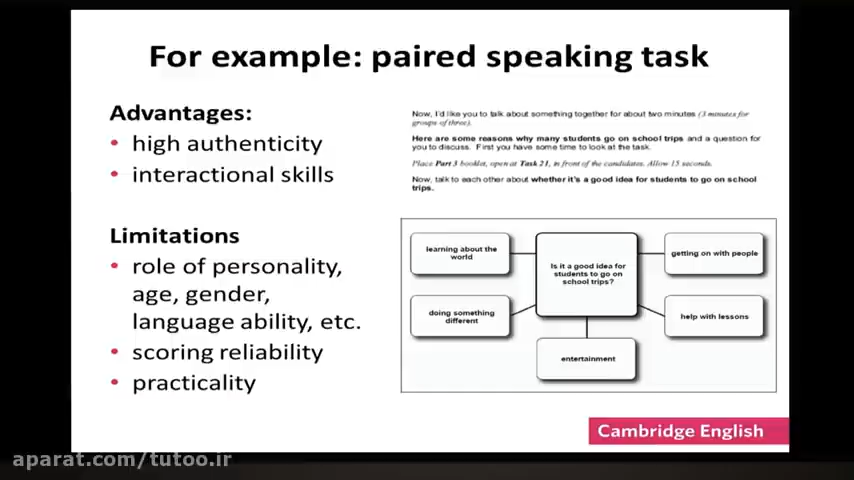 For example: paired speaking task
Advantages:
• high authenticity
• interactional skills
Limitations
• role of personality,
age, gender,
language ability, etc.
• scoring reliability
• practicality
Now, I'd like you to talk about something together for about two minutes (3 minutes for
groups of three).
Here are some reasons why many students go on school trips and a question for
you to discuss. First you have some time to look at the task.
Place Part 3 booklet, open at Task 21, in front of the candidates. Allow 15 seconds.
Now, talk to each other about whether it's a good idea for students to go on school
trips.
learning about the
world
Is it a good idea for
students to go on
school trips?
getting on with people
doing something
different
help with lessons
entertainment
Cambridge English
aparat.com/tutoo.ir